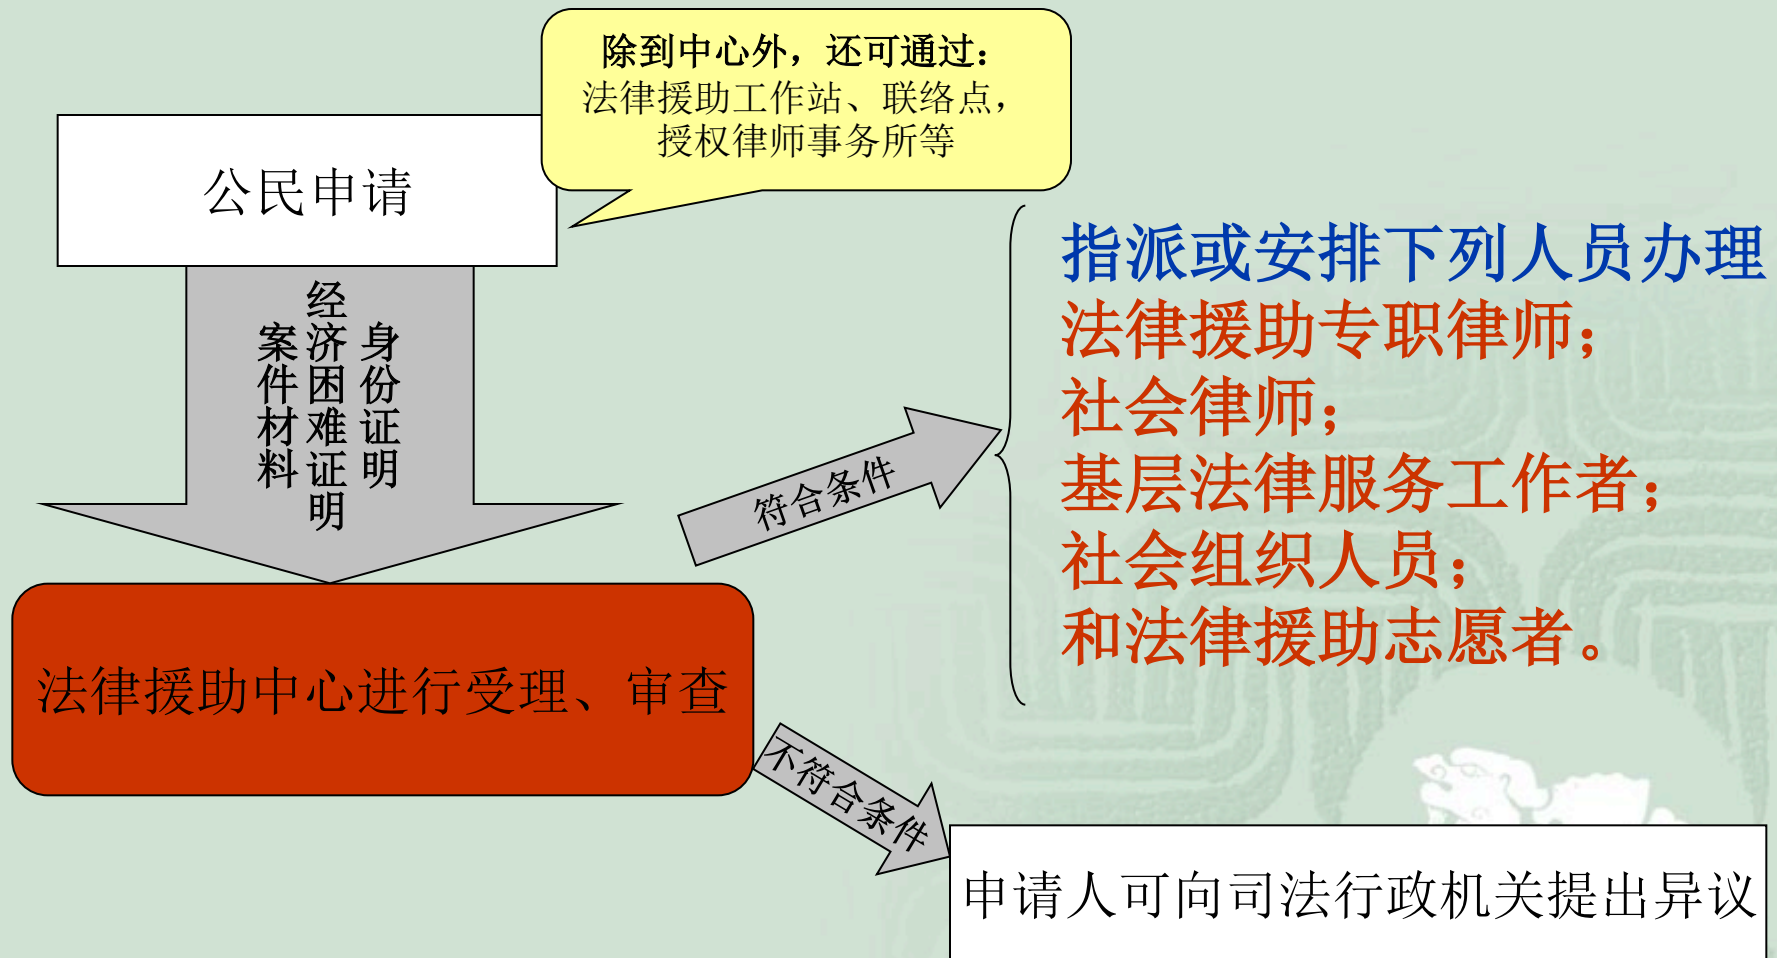 除到中心外，还可通过：
法律援助工作站、联络点，
授权律师事务所等
公民申请
身份证明
经济困难证明
案件材料
指派或安排下列人员办理
法律援助专职律师；
社会律师；
基层法律服务工作者；
社会组织人员；
和法律援助志愿者。
符合条件
法律援助中心进行受理、审查
不符合条件
申请人可向司法行政机关提出异议